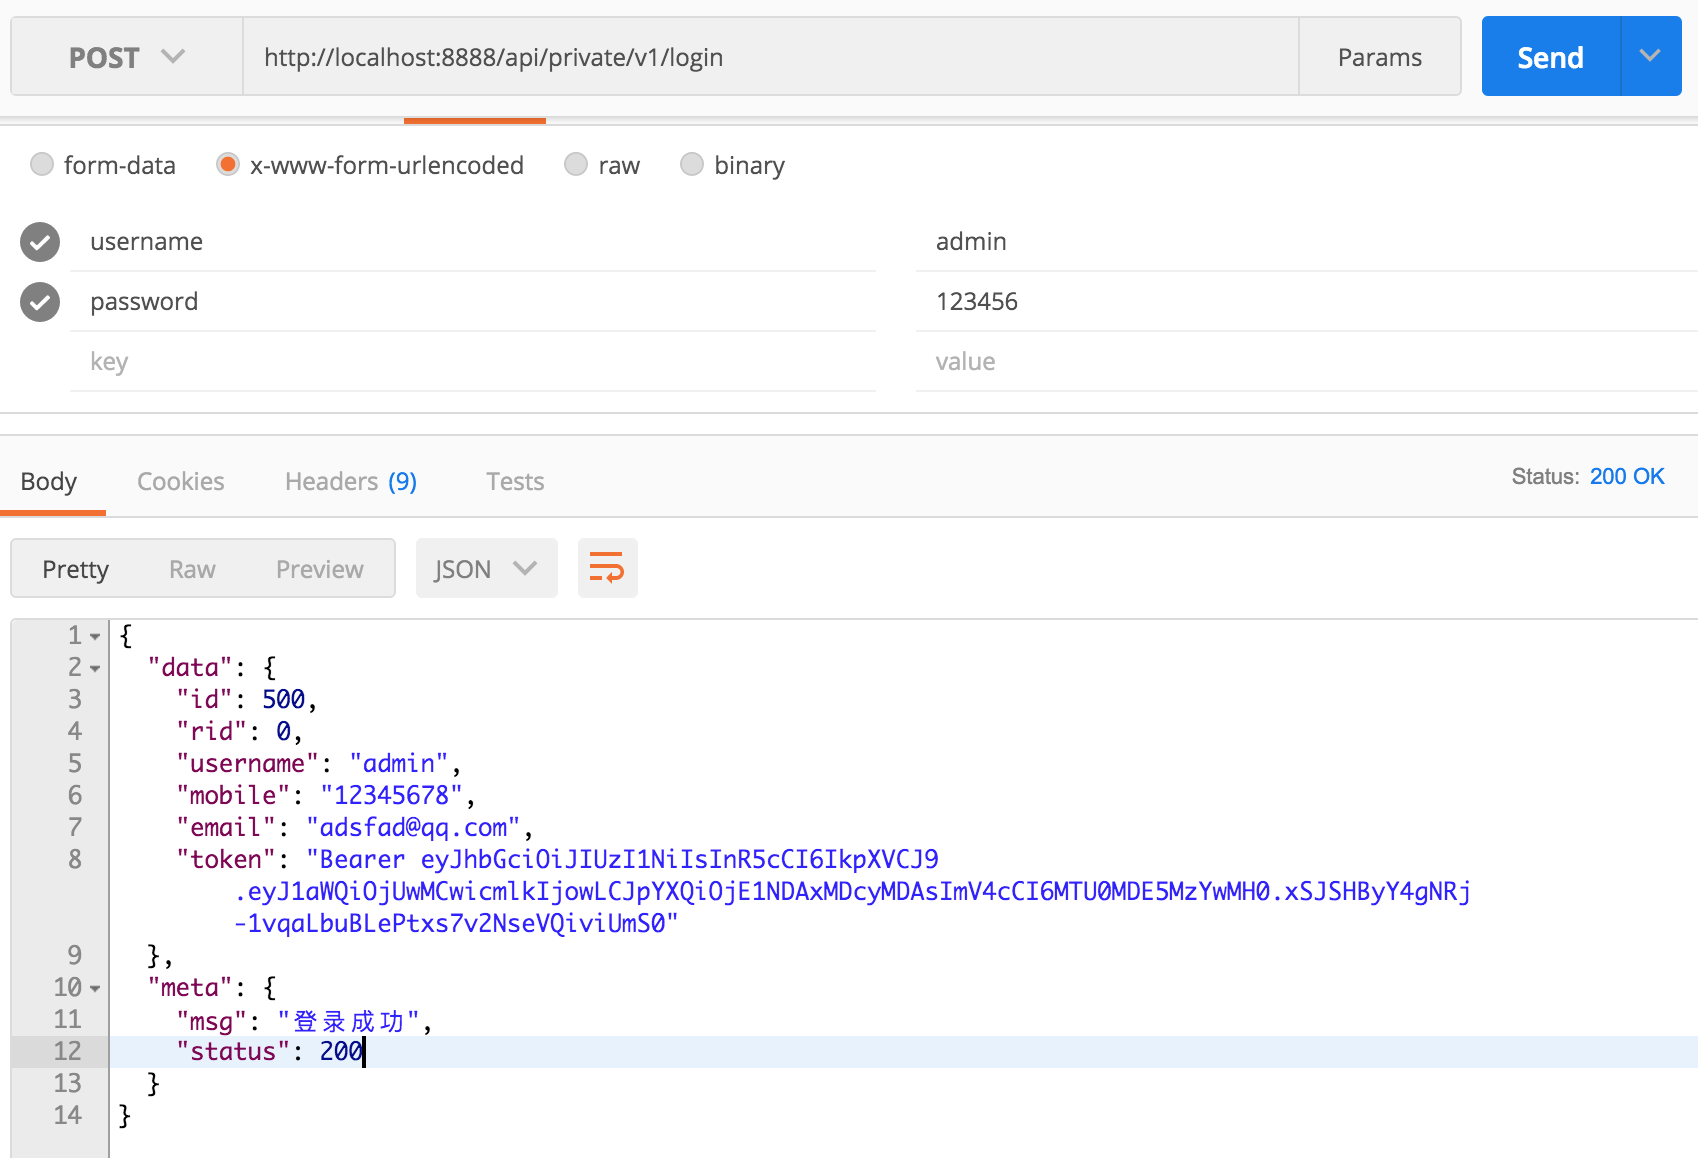 POST http://localhost:8888/api/private/v1/login Params Send
form-data x-www-form-urlencoded raw binary
username admin
password 123456
key value
Body Cookies Headers (9) Tests Status: 200 OK
Pretty Raw Preview JSON
1 {
2 "data": {
3 "id": 500,
4 "rid": 0,
5 "username": "admin",
6 "mobile": "12345678",
7 "email": "adsfad@qq.com",
8 "token": "Bearer eyJhbGciOiJIUzI1NiIsInR5cCI6IkpXVCJ9
.eyJ1aWQiOjUwMCwicmlkIjowLCJpYXQiOjE1NDAxMDcyMDAsImV4cCI6MTU0MDE5MzYwMH0.xSJSHByY4gNRj
-1vqaLbuBLePtxs7v2NseVQiviUmS0"
9 },
10 "meta": {
11 "msg": "登录成功",
12 "status": 200
13 }
14 }